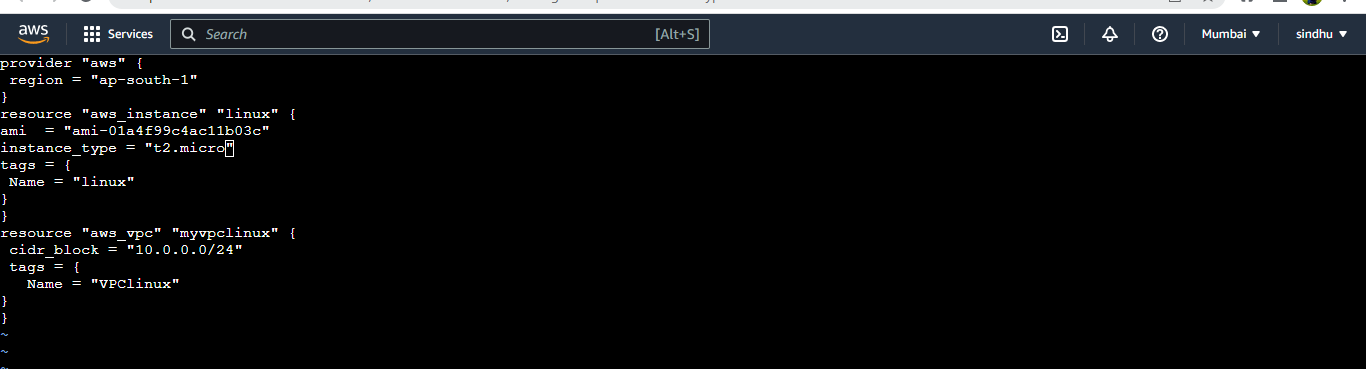 aws Services Search [Alt+S] Mumbai sindhu
provider "aws" {
 region = "ap-south-1"
}
resource "aws_instance" "linux" {
ami  = "ami-01a4f99c4ac11b03c"
instance_type = "t2.micro"
tags = {
 Name = "linux"
}
}
resource "aws_vpc" "myvpclinux" {
 cidr_block = "10.0.0.0/24"
 tags = {
   Name = "VPClinux"
}
}
~
~
~